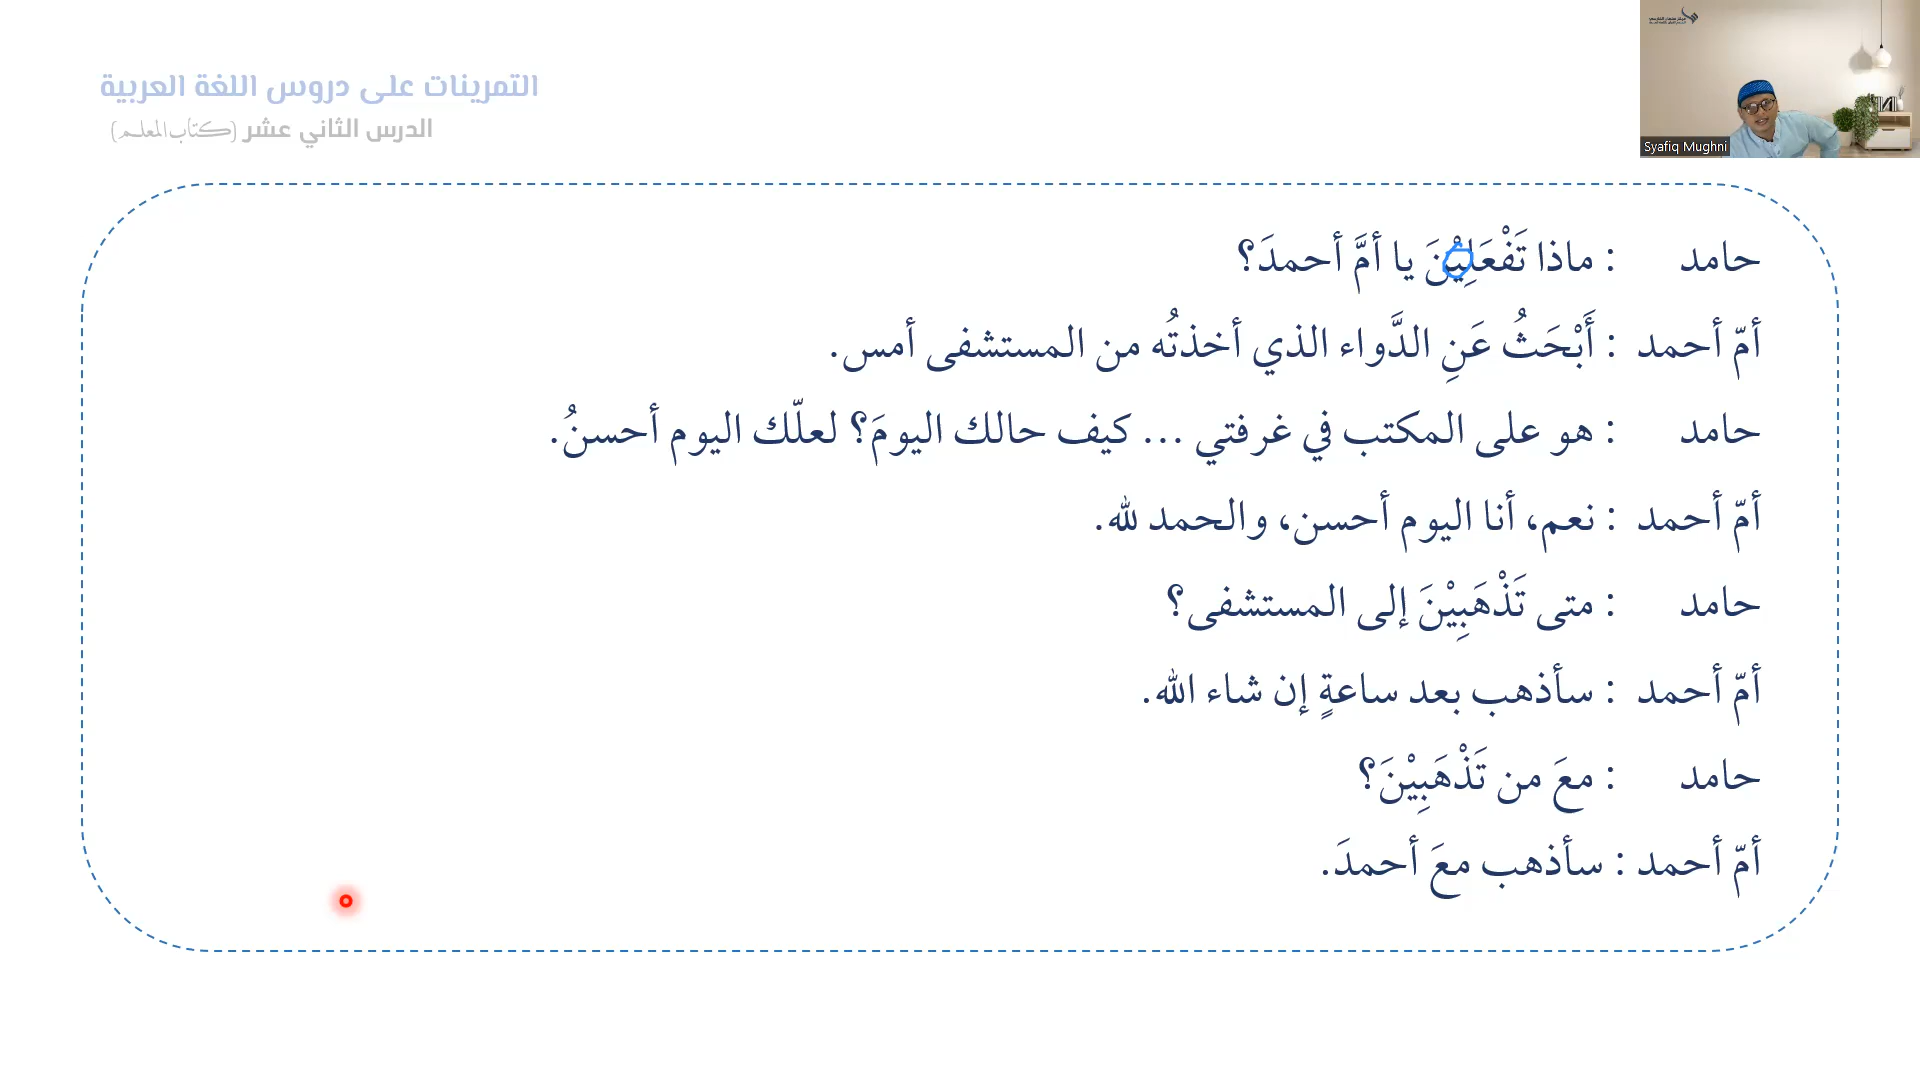 التمرينات على دروس اللغة العربية
الدرس الثاني عشر (كتاب المعلم)
Syafiq Mughni
حامد : ماذا تَفْعَلِيْنَ يا أمَّ أحمدَ؟
أمّ أحمد : أَبْحَثُ عَنِ الدَّواء الذي أخذتُه من المستشفى أمس.
حامد : هو على المكتب في غرفتي ... كيف حالك اليومَ؟ لعلّك اليوم أحسنُ.
أمّ أحمد : نعم، أنا اليوم أحسن، والحمد لله.
حامد : متى تَذْهَبِيْنَ إلى المستشفى؟
أمّ أحمد : سأذهب بعد ساعةٍ إن شاء الله.
حامد : معَ من تَذْهَبِيْنَ؟
أمّ أحمد : سأذهب معَ أحمدَ.